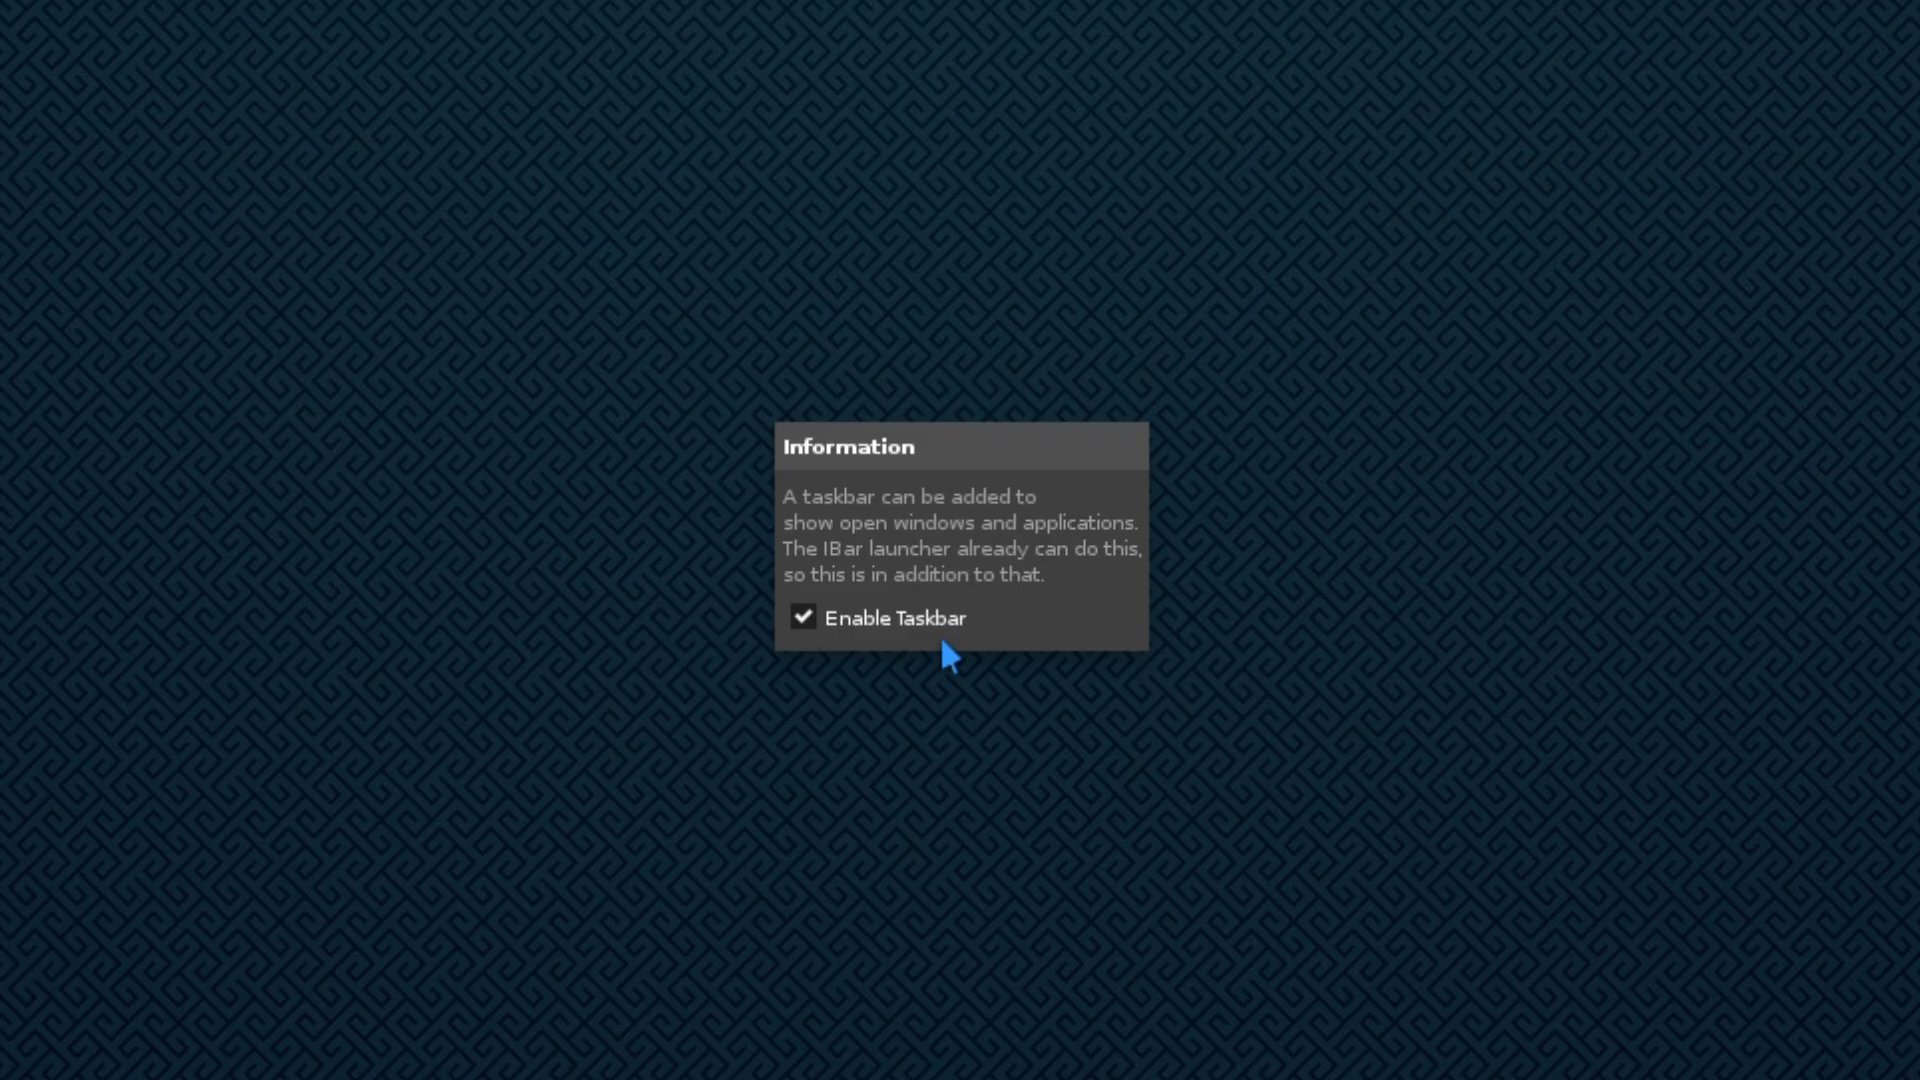 Information
A taskbar can be added to
show open windows and applications.
The IBar launcher already can do this,
so this is in addition to that.
Enable Taskbar